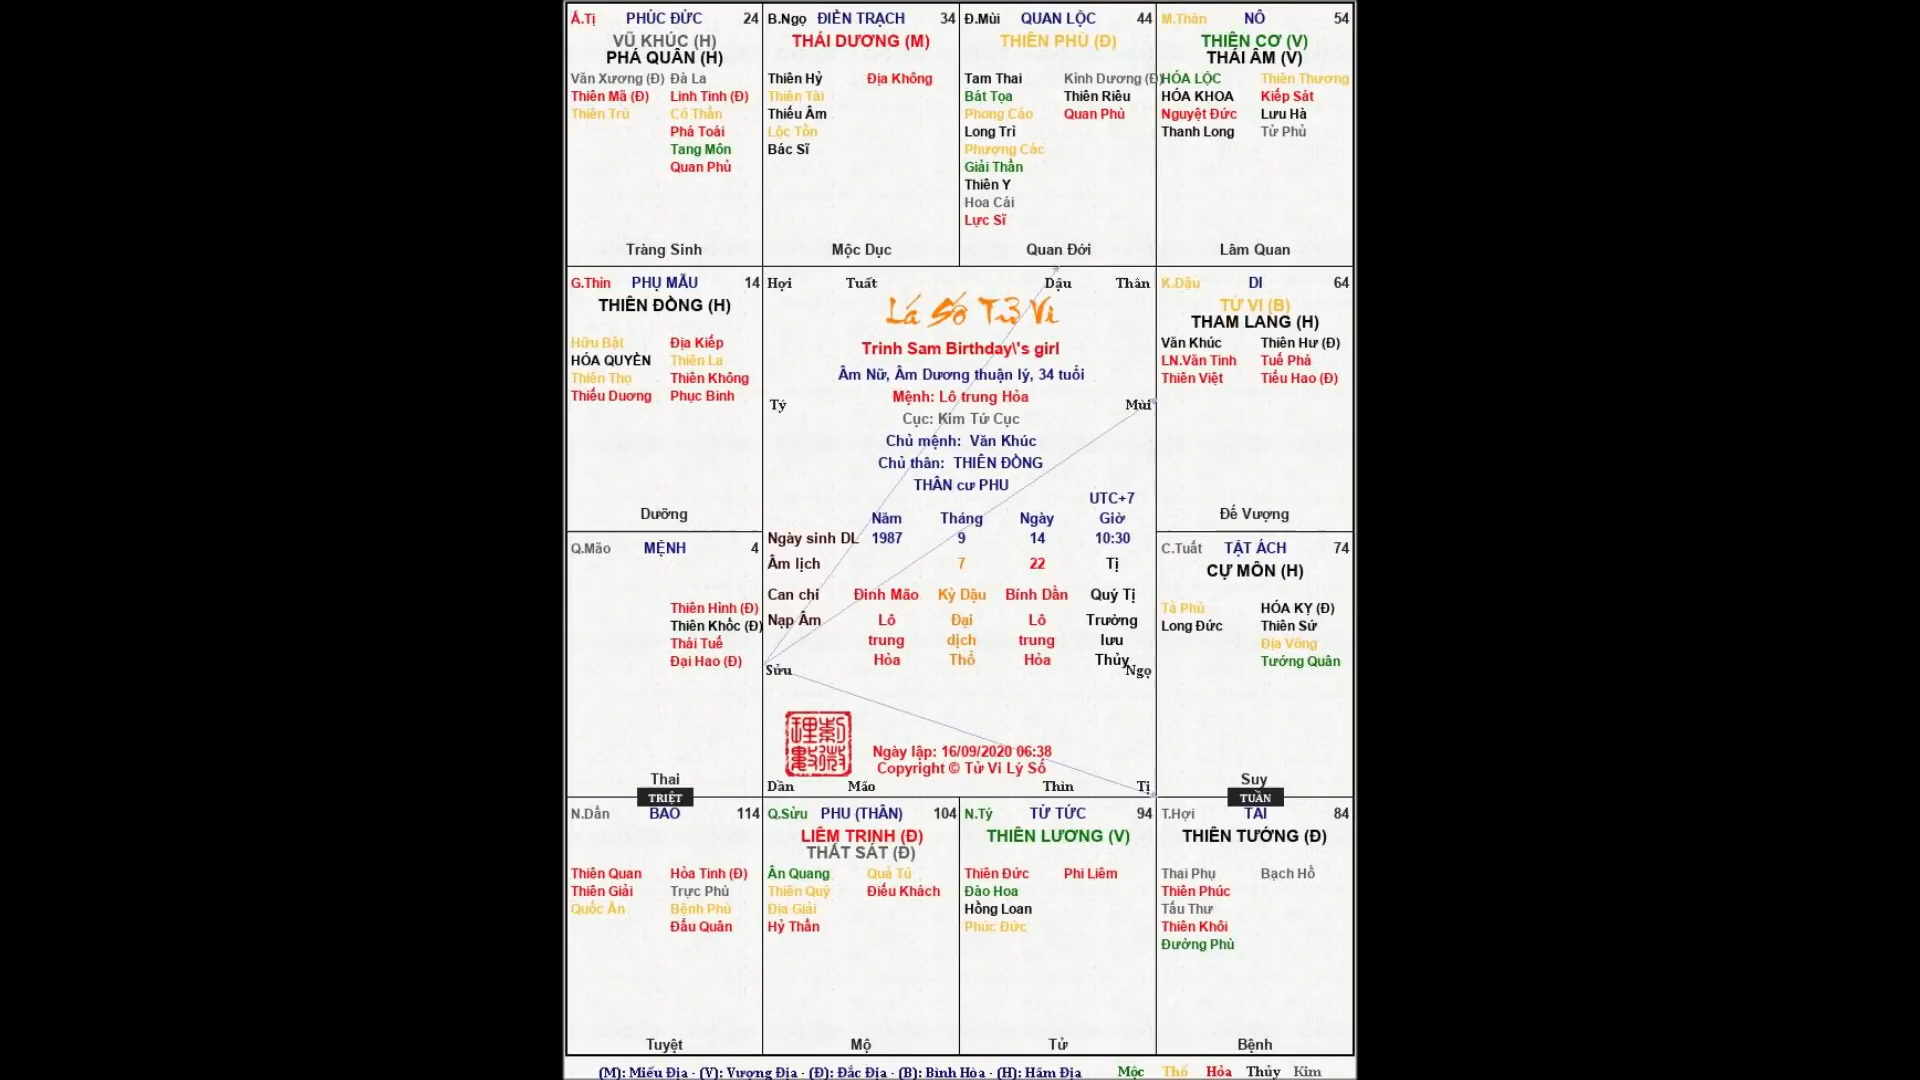 Ấ.Tị PHÚC ĐỨC 24
VŨ KHÚC (H)
PHÁ QUÂN (H)
Văn Xương (Đ) Đà La
Thiên Mã (Đ) Linh Tinh (Đ)
Thiên Trù Cô Thần
Phá Toái
Tang Môn
Quan Phủ
Tràng Sinh
B.Ngọ ĐIỀN TRẠCH 34
THÁI DƯƠNG (M)
Thiên Hỷ Địa Không
Thiên Tài
Thiếu Âm
Lộc Tồn
Bác Sĩ
Mộc Dục
Đ.Mùi QUAN LỘC 44
THIÊN PHỦ (Đ)
Tam Thai Kình Dương (Đ)
Bát Tọa Thiên Riêu
Phong Cáo Quan Phù
Long Trì
Phượng Các
Giải Thần
Thiên Y
Hoa Cái
Lực Sĩ
Quan Đới
M.Thân NÔ 54
THIÊN CƠ (V)
THÁI ÂM (V)
HÓA LỘC Thiên Thương
HÓA KHOA Kiếp Sát
Nguyệt Đức Lưu Hà
Thanh Long Tử Phủ
Lâm Quan
G.Thìn PHỤ MẪU 14
THIÊN ĐỒNG (H)
Hữu Bật Địa Kiếp
HÓA QUYỀN Thiên La
Thiên Thọ Thiên Không
Thiếu Dương Phục Binh
Dưỡng
Hợi Tuất Dậu Thân
Lá Số Tử Vi
Trinh Sam Birthday\'s girl
Âm Nữ, Âm Dương thuận lý, 34 tuổi
Mệnh: Lô trung Hỏa
Tý Mùi
Cục: Kim Tứ Cục
Chủ mệnh: Văn Khúc
Chủ thân: THIÊN ĐỒNG
THÂN cư PHU
UTC+7
Năm Tháng Ngày Giờ
Ngày sinh DL 1987 9 14 10:30
Âm lịch 7 22 Tị
Can chi Đinh Mão Kỷ Dậu Bính Dần Quý Tị
Nạp Âm Lô Đại Lô Trường
trung dịch trung lưu
Hỏa Thổ Hỏa Thủy
Sửu Ngọ
Ngày lập: 16/09/2020 06:38
Copyright © Tử Vi Lý Số
Dần Mão Thìn Tị
K.Dậu DI 64
TỬ VI (B)
THAM LANG (H)
Văn Khúc Thiên Hư (Đ)
LN.Văn Tinh Tuế Phá
Thiên Việt Tiểu Hao (Đ)
Đế Vượng
Q.Mão MỆNH 4
Thiên Hình (Đ)
Thiên Khốc (Đ)
Thái Tuế
Đại Hao (Đ)
Thai
TRIỆT
C.Tuất TẬT ÁCH 74
CỰ MÔN (H)
Tả Phù HÓA KỴ (Đ)
Long Đức Thiên Sứ
Địa Võng
Tướng Quân
Suy
TUẦN
N.Dần BÀO 114
Thiên Quan Hỏa Tinh (Đ)
Thiên Giải Trực Phù
Quốc Ấn Bệnh Phù
Đẩu Quân
Tuyệt
Q.Sửu PHU (THÂN) 104
LIÊM TRINH (Đ)
THẤT SÁT (Đ)
Ân Quang Quả Tú
Thiên Quý Điếu Khách
Địa Giải
Hỷ Thần
Mộ
N.Tý TỬ TỨC 94
THIÊN LƯƠNG (V)
Thiên Đức Phi Liêm
Đào Hoa
Hồng Loan
Phúc Đức
Tử
T.Hợi TÀI 84
THIÊN TƯỚNG (Đ)
Thai Phụ Bạch Hổ
Thiên Phúc
Tấu Thư
Thiên Khôi
Đường Phù
Bệnh
(M): Miếu Địa - (V): Vượng Địa - (Đ): Đắc Địa - (B): Bình Hòa - (H): Hãm Địa Mộc Thổ Hỏa Thủy Kim